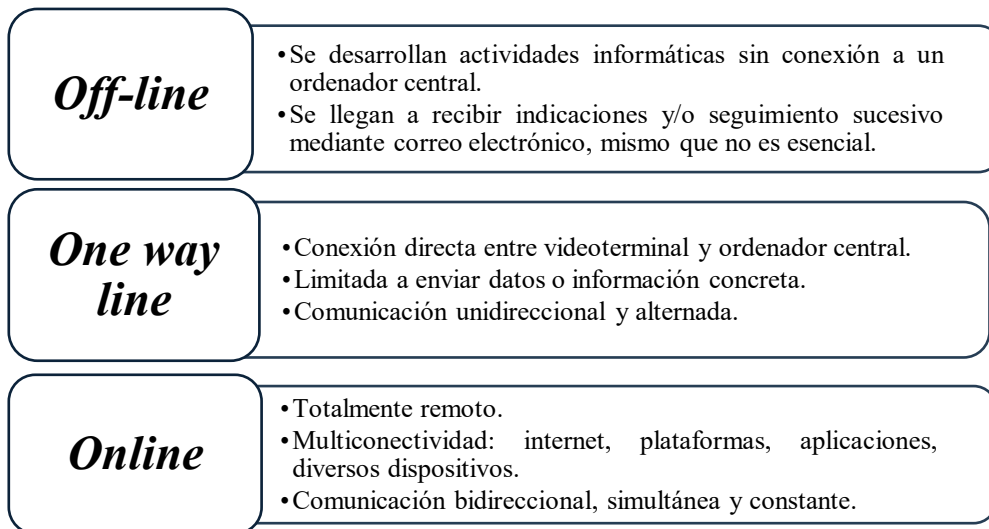 Off-line
•Se desarrollan actividades informáticas sin conexión a un
ordenador central.
•Se llegan a recibir indicaciones y/o seguimiento sucesivo
mediante correo electrónico, mismo que no es esencial.
One way
line
•Conexión directa entre videoterminal y ordenador central.
•Limitada a enviar datos o información concreta.
•Comunicación unidireccional y alternada.
Online
•Totalmente remoto.
•Multiconectividad: internet, plataformas, aplicaciones,
diversos dispositivos.
•Comunicación bidireccional, simultánea y constante.